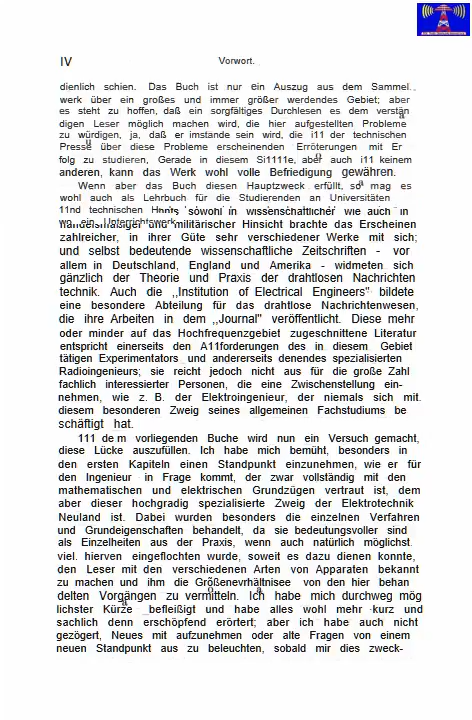 IV
Vorwort.
dienlich schien. Das Buch ist nur ein Auszug aus dem Sammel.
werk über ein großes und immer größer werdendes Gebiet; aber
es steht zu hoffen, daß ein sorgfältiges Durchlesen es dem verstän
digen Leser möglich machen wird, die hier aufgestellten Probleme
zu würdigen, ja, daß er imstande sein wird, die i11 der technischen
Presse über diese Probleme erscheinenden Erröterungen mit Er
folg zu studieren, Gerade in diesem Si1111e, aber auch i11 keinem
anderen, kann das Werk wohl volle Befriedigung gewähren.
Wenn aber das Buch diesen Hauptzweck erfüllt, so mag es
wohl auch als Lehrbuch für die Studierenden an Universitäten
11nd technischen
sowohl in wissenschaftlicher wie auch in
militärischer Hinsicht brachte das Erscheinen
zahlreicher, in ihrer Güte sehr verschiedener Werke mit sich;
und selbst bedeutende wissenschaftliche Zeitschriften - vor
allem in Deutschland, England und Amerika - widmeten sich
gänzlich der Theorie und Praxis der drahtlosen Nachrichten
technik. Auch die ,,Institution of Electrical Engineers" bildete
eine besondere Abteilung für das drahtlose Nachrichtenwesen,
die ihre Arbeiten in dem ,,Journal" veröffentlicht. Diese mehr
oder minder auf das Hochfrequenzgebiet zugeschnittene Literatur
entspricht einerseits den A11forderungen des in diesem Gebiet
tätigen Experimentators und andererseits denendes spezialisierten
Radioingenieurs; sie reicht jedoch nicht aus für die große Zahl
fachlich interessierter Personen, die eine Zwischenstellung ein-
nehmen, wie z. B. der Elektroingenieur, der niemals sich mit.
diesem besonderen Zweig seines allgemeinen Fachstudiums be
schäftigt hat.
111 dem vorliegenden Buche wird nun ein Versuch gemacht,
diese Lücke auszufüllen. Ich habe mich bemüht, besonders in
den ersten Kapiteln einen Standpunkt einzunehmen, wie er für
den Ingenieur in Frage kommt, der zwar vollständig mit den
mathematischen und elektrischen Grundzügen vertraut ist, dem
aber dieser hochgradig spezialisierte Zweig der Elektrotechnik
Neuland ist. Dabei wurden besonders die einzelnen Verfahren
und Grundeigenschaften behandelt, da sie bedeutungsvoller sind
als Einzelheiten aus der Praxis, wenn auch natürlich möglichst.
viel. hierven eingeflochten wurde, soweit es dazu dienen konnte,
den Leser mit den verschiedenen Arten von Apparaten bekannt
zu machen und ihm die Größenevrhältnisee von den hier behan
delten Vorgängen zu vermitteln. Ich habe mich durchweg mög
lichster Kürze _befleißigt und habe alles wohl mehr ·kurz und
sachlich denn erschöpfend erörtert; aber ich habe auch nicht
gezögert, Neues mit aufzunehmen oder alte Fragen von einem
neuen Standpunkt aus zu beleuchten, sobald mir dies zweck-